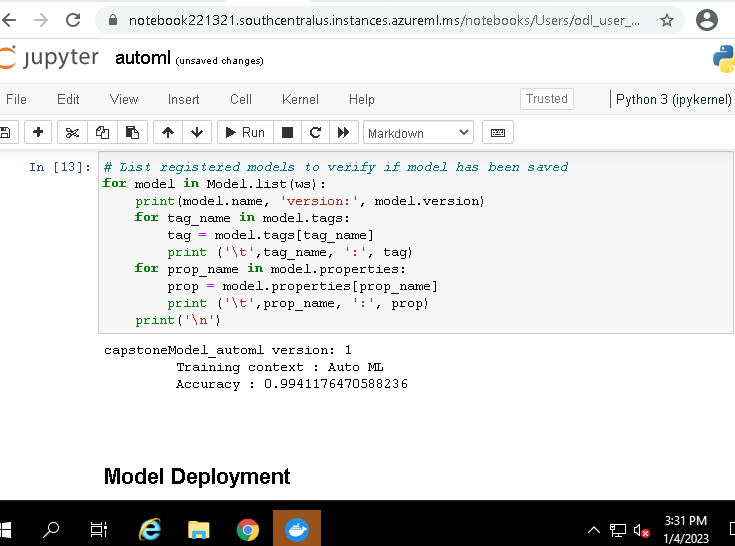 notebook221321.southcentralus.instances.azureml.ms/notebooks/Users/odl_user_...
jupyter automl (unsaved changes)
File Edit View Insert Cell Kernel Help Trusted Python 3 (ipykernel)
Run Markdown
In [13]: # List registered models to verify if model has been saved
for model in Model.list(ws):
    print(model.name, 'version:', model.version)
    for tag_name in model.tags:
        tag = model.tags[tag_name]
        print ('\t',tag_name, ':', tag)
    for prop_name in model.properties:
        prop = model.properties[prop_name]
        print ('\t',prop_name, ':', prop)
    print('\n')
capstoneModel_automl version: 1
         Training context : Auto ML
         Accuracy : 0.9941176470588236
Model Deployment
3:31 PM
1/4/2023